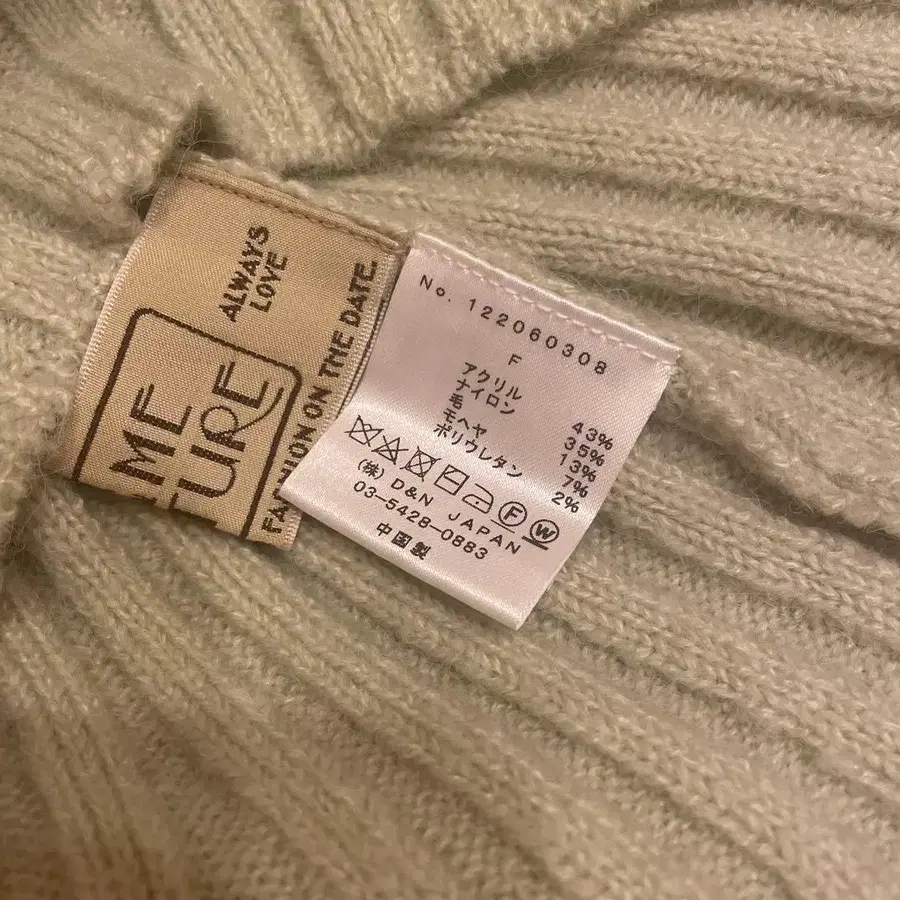 ALWAYS
LOVE
FASHION ON THE DATE.
No. 122060308
F
アクリル 43%
ナイロン 35%
毛 13%
モヘヤ 7%
ポリウレタン 2%
F W
(株) D&N JAPAN
03-5428-0883
中国製